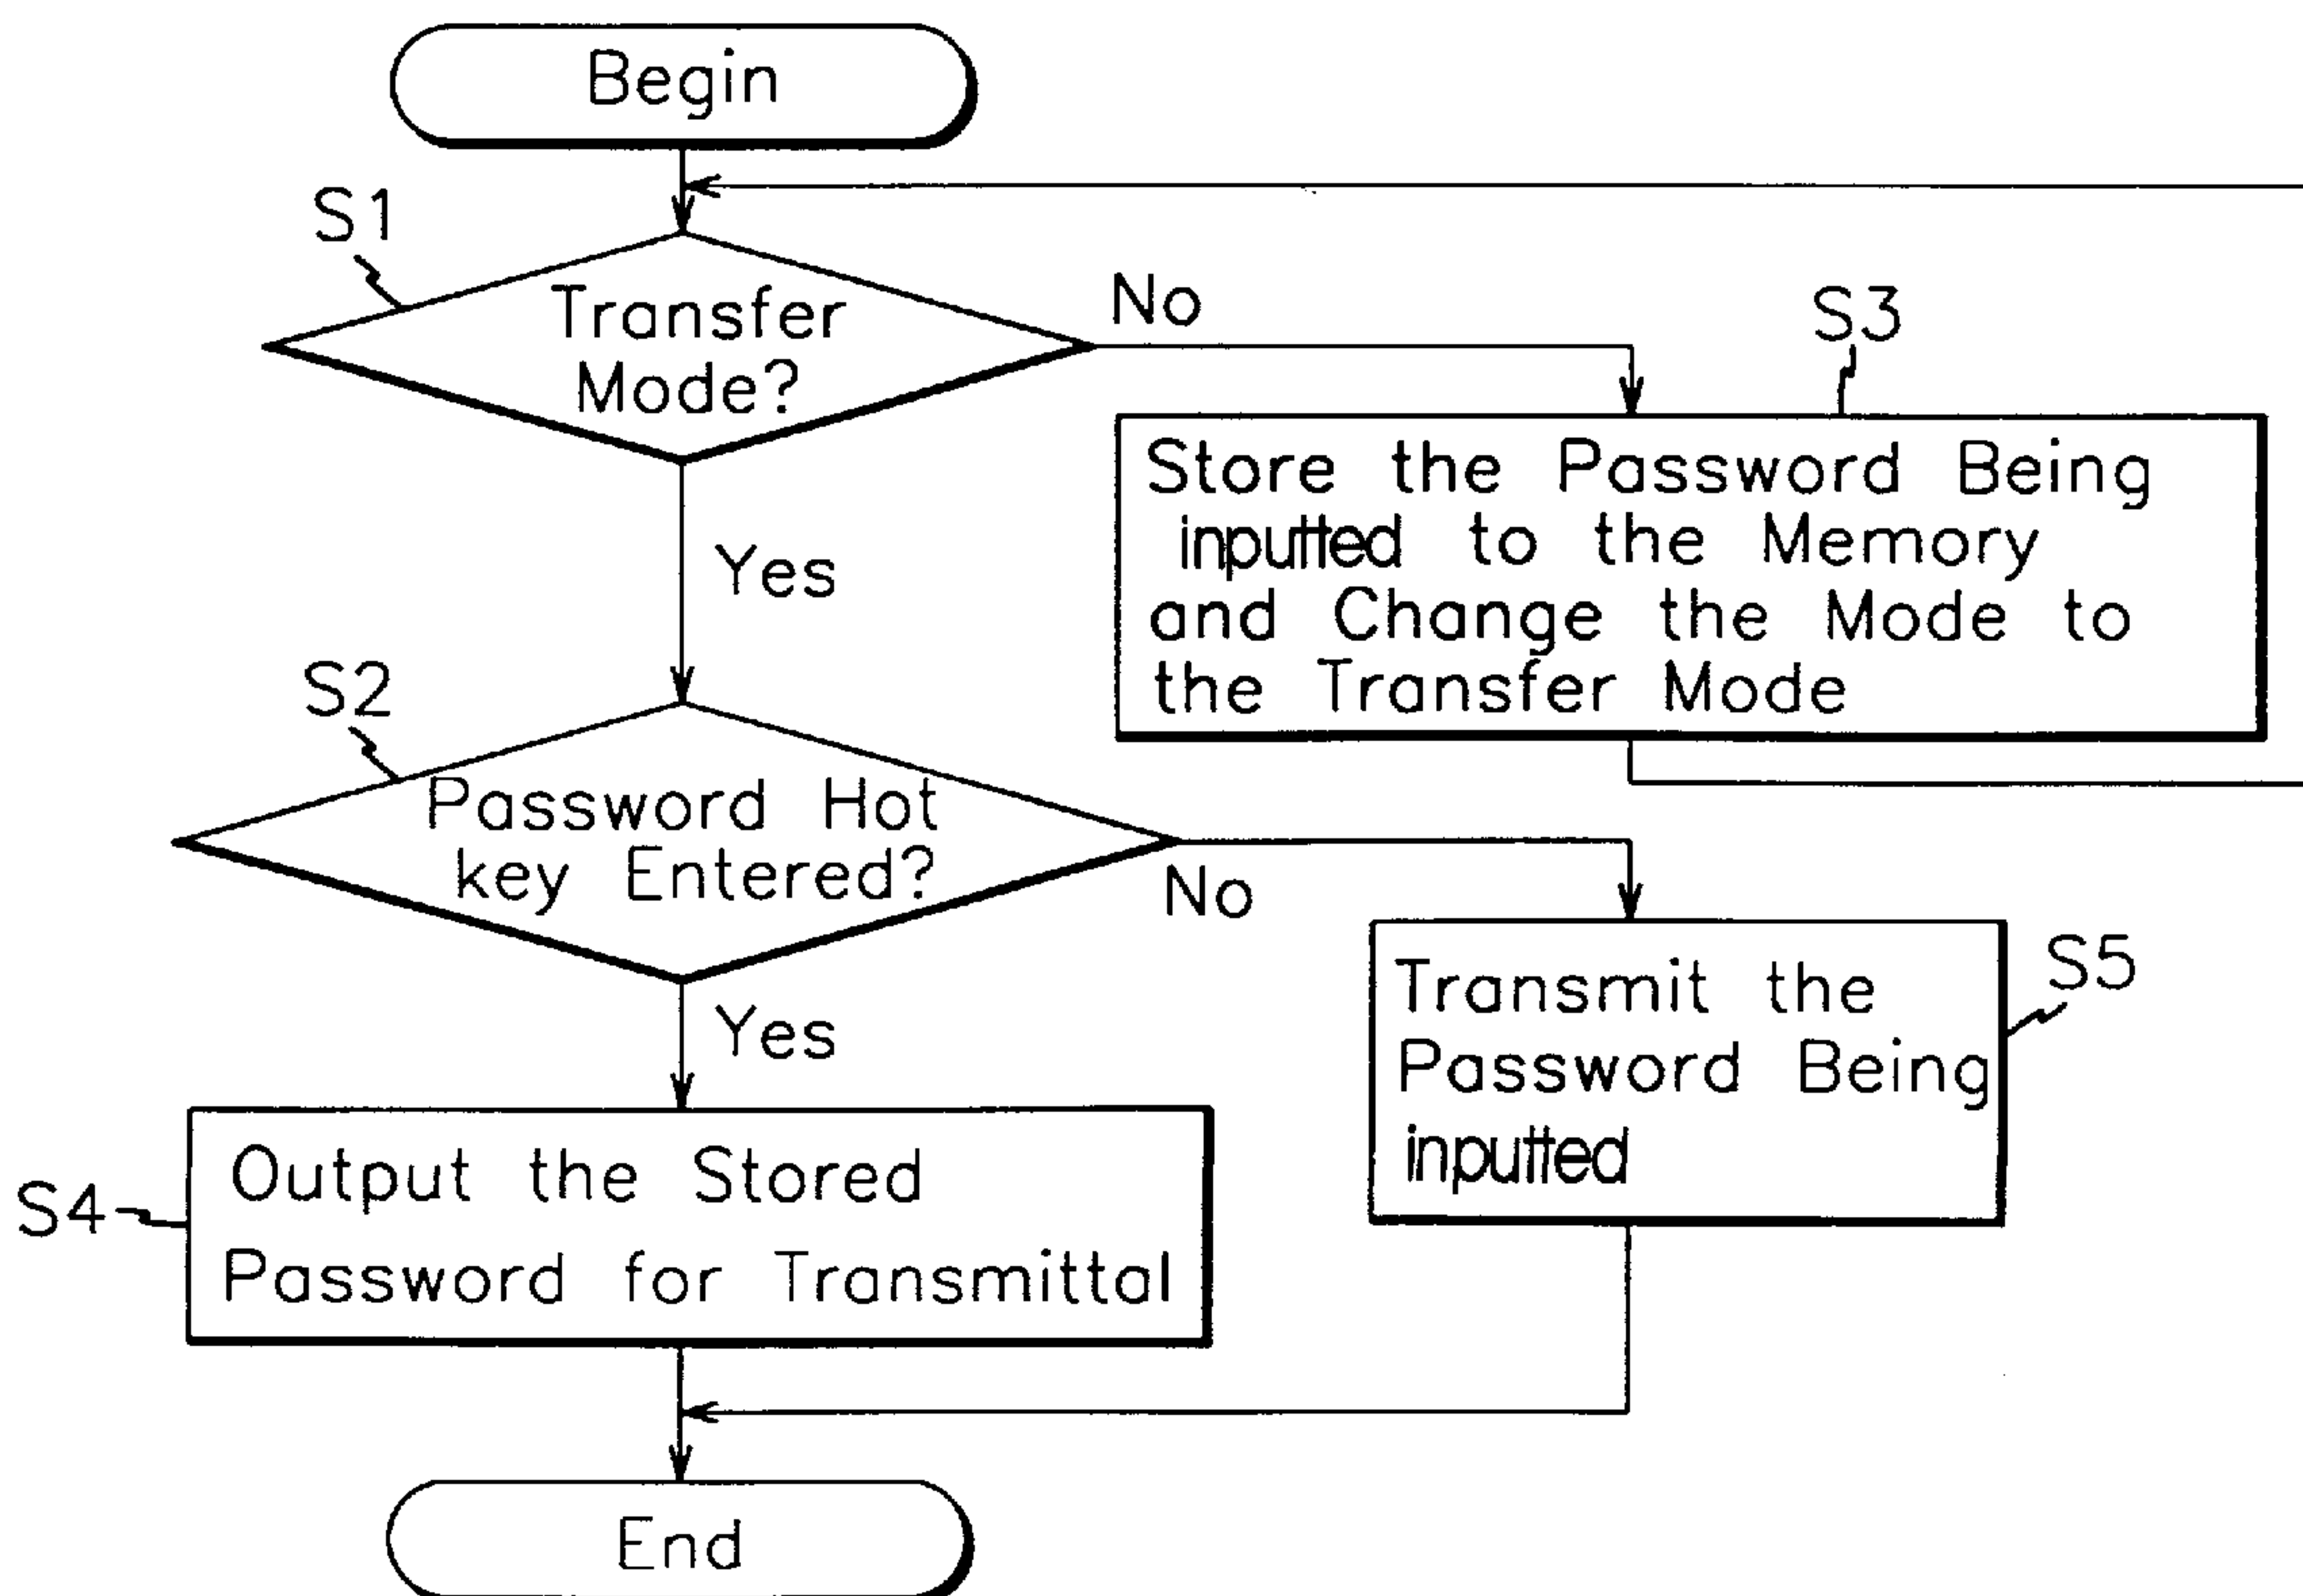 Begin
S1
Transfer
Mode?
No
S3
Store the Password Being
inputted to the Memory
and Change the Mode to
the Transfer Mode
Yes
S2
Password Hot
key Entered?
No
Yes
Transmit the
Password Being
inputted
S5
S4
Output the Stored
Password for Transmittal
End